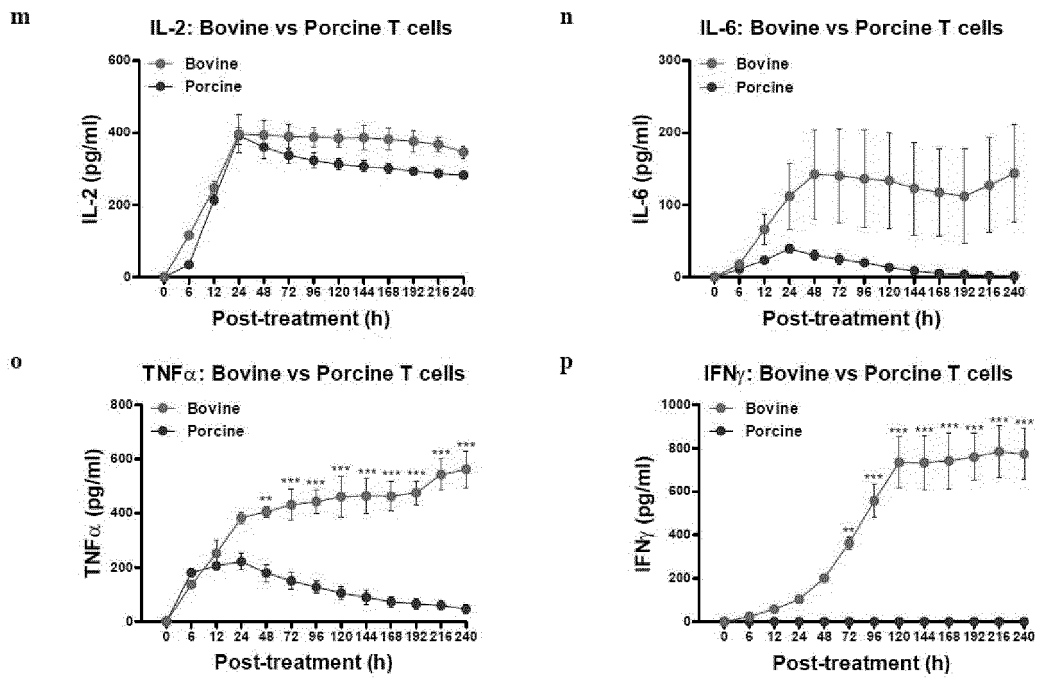 m
IL-2: Bovine vs Porcine T cells
600
400
200
0
IL-2 (pg/ml)
Bovine
Porcine
0 6 12 24 48 72 96 120 144 168 192 216 240
Post-treatment (h)
n
IL-6: Bovine vs Porcine T cells
300
200
100
0
IL-6 (pg/ml)
Bovine
Porcine
0 6 12 24 48 72 96 120 144 168 192 216 240
Post-treatment (h)
o
TNFα: Bovine vs Porcine T cells
800
600
400
200
0
TNFα (pg/ml)
Bovine
Porcine
** *** *** *** *** *** *** *** ***
0 6 12 24 48 72 96 120 144 168 192 216 240
Post-treatment (h)
p
IFNγ: Bovine vs Porcine T cells
1000
800
600
400
200
0
IFNγ (pg/ml)
Bovine
Porcine
** *** *** *** *** *** *** ***
0 6 12 24 48 72 96 120 144 168 192 216 240
Post-treatment (h)